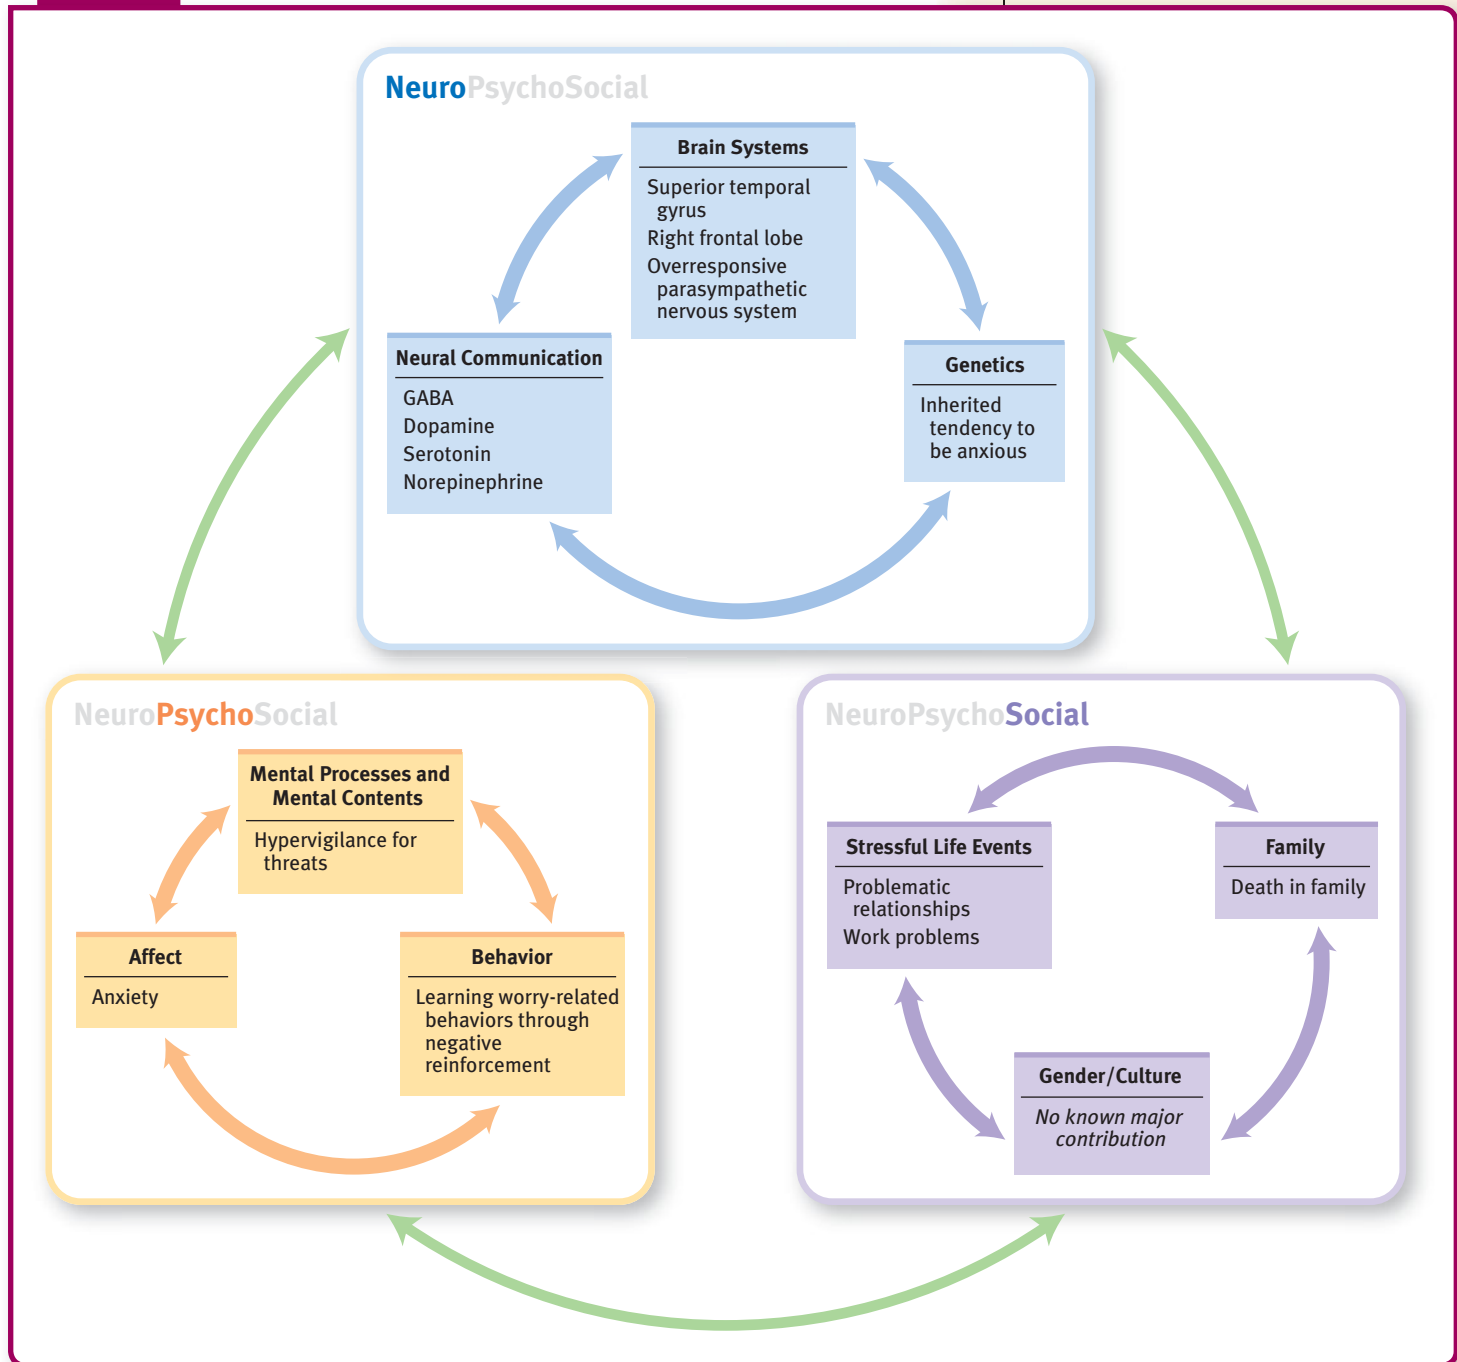 NeuroPsychoSocial
Brain Systems
Superior temporal
gyrus
Right frontal lobe
Overresponsive
parasympathetic
nervous system
Neural Communication
GABA
Dopamine
Serotonin
Norepinephrine
Genetics
Inherited
tendency to
be anxious
NeuroPsychoSocial
Mental Processes and
Mental Contents
Hypervigilance for
threats
Affect
Anxiety
Behavior
Learning worry-related
behaviors through
negative
reinforcement
NeuroPsychoSocial
Stressful Life Events
Problematic
relationships
Work problems
Family
Death in family
Gender/Culture
No known major
contribution